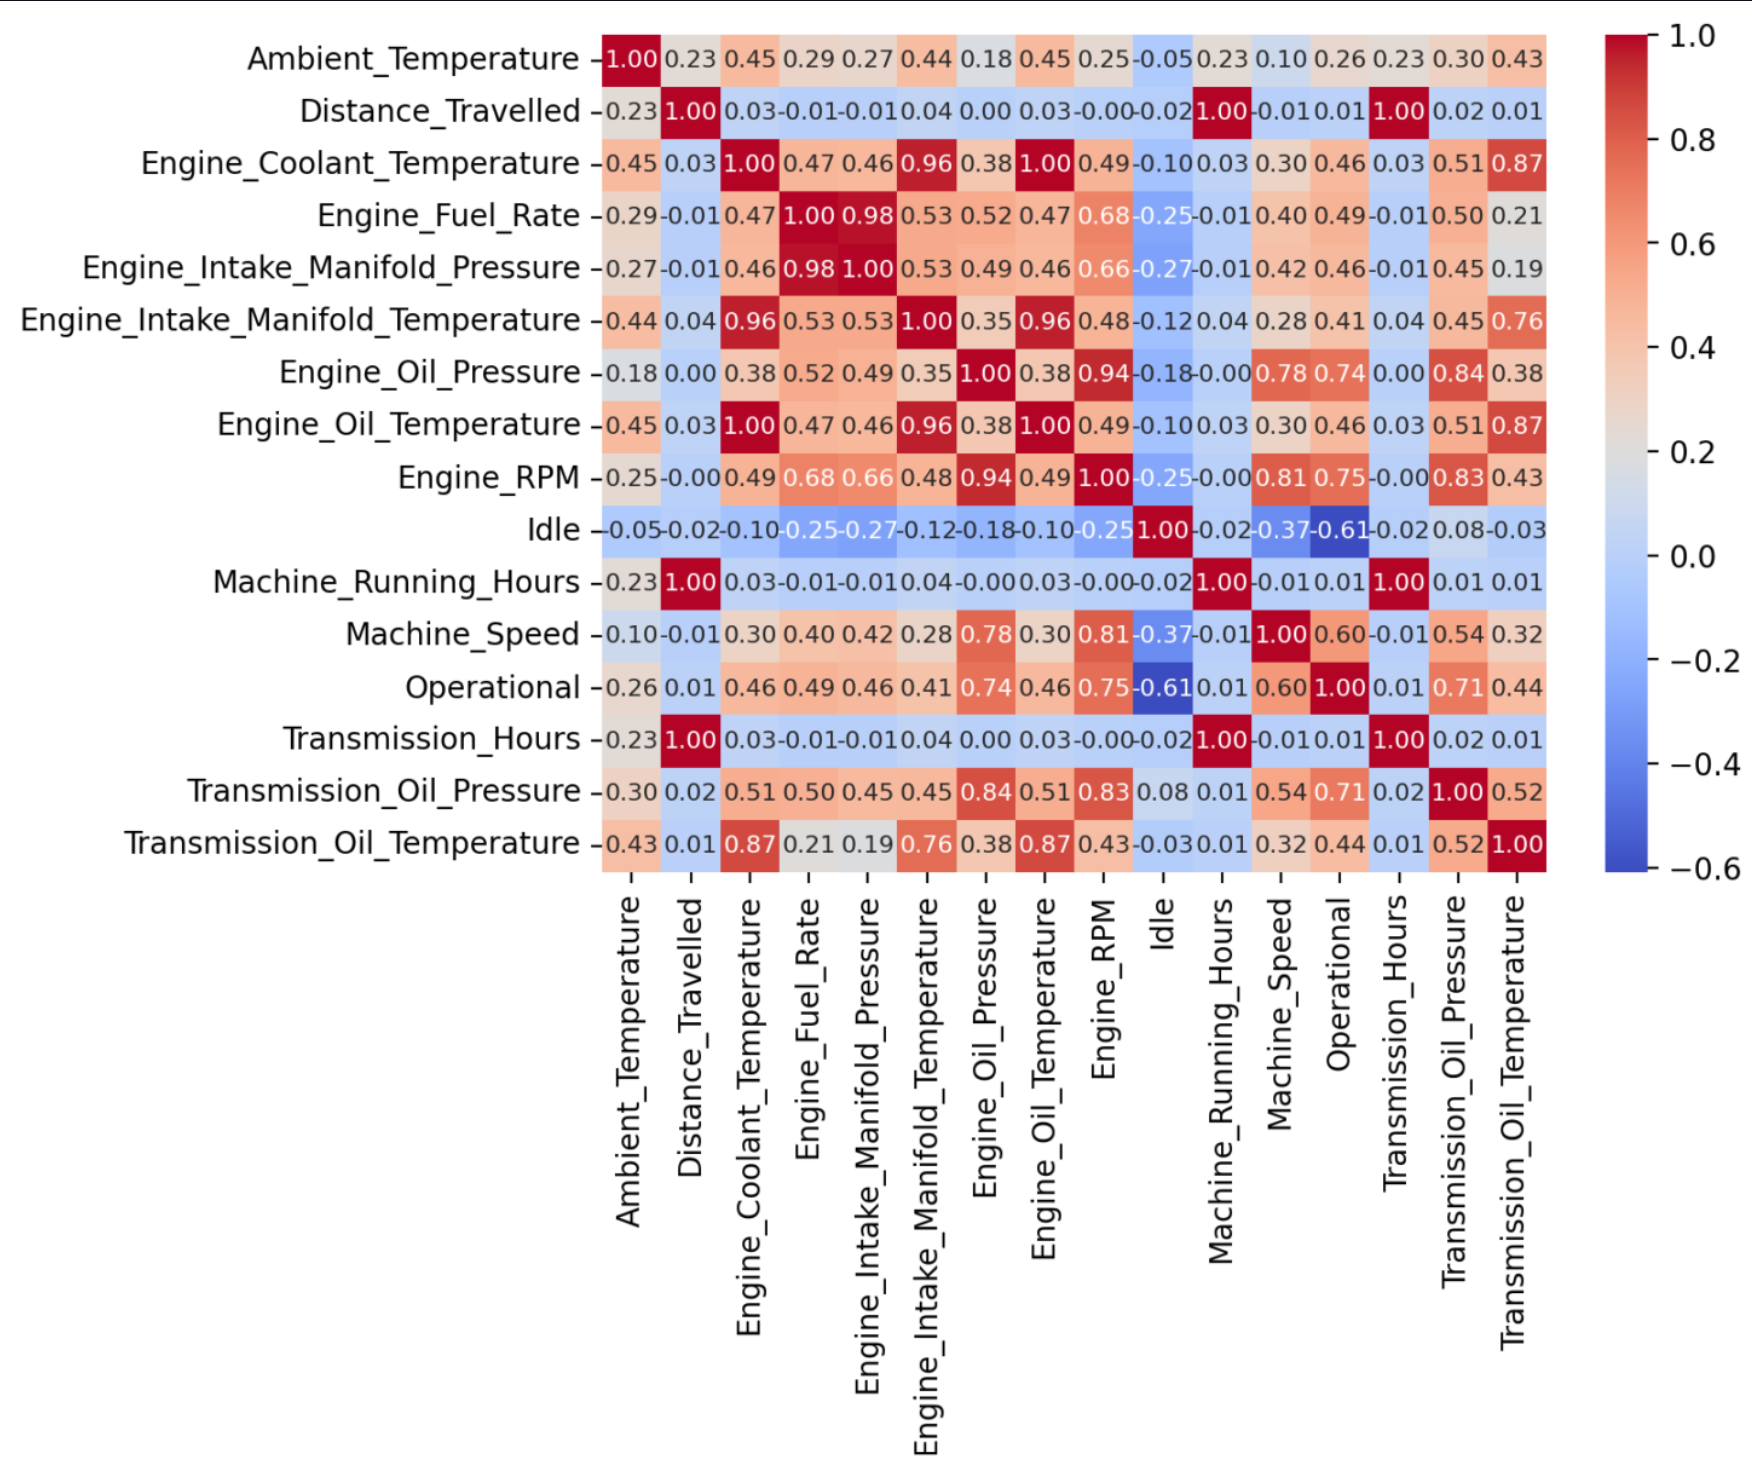 Ambient_Temperature 1.00 0.23 0.45 0.29 0.27 0.44 0.18 0.45 0.25 -0.05 0.23 0.10 0.26 0.23 0.30 0.43
Distance_Travelled 0.23 1.00 0.03 -0.01 -0.01 0.04 0.00 0.03 -0.00 -0.02 1.00 -0.01 0.01 1.00 0.02 0.01
Engine_Coolant_Temperature 0.45 0.03 1.00 0.47 0.46 0.96 0.38 1.00 0.49 -0.10 0.03 0.30 0.46 0.03 0.51 0.87
Engine_Fuel_Rate 0.29 -0.01 0.47 1.00 0.98 0.53 0.52 0.47 0.68 -0.25 -0.01 0.40 0.49 -0.01 0.50 0.21
Engine_Intake_Manifold_Pressure 0.27 -0.01 0.46 0.98 1.00 0.53 0.49 0.46 0.66 -0.27 -0.01 0.42 0.46 -0.01 0.45 0.19
Engine_Intake_Manifold_Temperature 0.44 0.04 0.96 0.53 0.53 1.00 0.35 0.96 0.48 -0.12 0.04 0.28 0.41 0.04 0.45 0.76
Engine_Oil_Pressure 0.18 0.00 0.38 0.52 0.49 0.35 1.00 0.38 0.94 -0.18 -0.00 0.78 0.74 0.00 0.84 0.38
Engine_Oil_Temperature 0.45 0.03 1.00 0.47 0.46 0.96 0.38 1.00 0.49 -0.10 0.03 0.30 0.46 0.03 0.51 0.87
Engine_RPM 0.25 -0.00 0.49 0.68 0.66 0.48 0.94 0.49 1.00 -0.25 -0.00 0.81 0.75 -0.00 0.83 0.43
Idle -0.05 -0.02 -0.10 -0.25 -0.27 -0.12 -0.18 -0.10 -0.25 1.00 -0.02 -0.37 -0.61 -0.02 0.08 -0.03
Machine_Running_Hours 0.23 1.00 0.03 -0.01 -0.01 0.04 -0.00 0.03 -0.00 -0.02 1.00 -0.01 0.01 1.00 0.01 0.01
Machine_Speed 0.10 -0.01 0.30 0.40 0.42 0.28 0.78 0.30 0.81 -0.37 -0.01 1.00 0.60 -0.01 0.54 0.32
Operational 0.26 0.01 0.46 0.49 0.46 0.41 0.74 0.46 0.75 -0.61 0.01 0.60 1.00 0.01 0.71 0.44
Transmission_Hours 0.23 1.00 0.03 -0.01 -0.01 0.04 0.00 0.03 -0.00 -0.02 1.00 -0.01 0.01 1.00 0.02 0.01
Transmission_Oil_Pressure 0.30 0.02 0.51 0.50 0.45 0.45 0.84 0.51 0.83 0.08 0.01 0.54 0.71 0.02 1.00 0.52
Transmission_Oil_Temperature 0.43 0.01 0.87 0.21 0.19 0.76 0.38 0.87 0.43 -0.03 0.01 0.32 0.44 0.01 0.52 1.00
Ambient_Temperature
Distance_Travelled
Engine_Coolant_Temperature
Engine_Fuel_Rate
Engine_Intake_Manifold_Pressure
Engine_Intake_Manifold_Temperature
Engine_Oil_Pressure
Engine_Oil_Temperature
Engine_RPM
Idle
Machine_Running_Hours
Machine_Speed
Operational
Transmission_Hours
Transmission_Oil_Pressure
Transmission_Oil_Temperature
1.0
0.8
0.6
0.4
0.2
0.0
−0.2
−0.4
−0.6